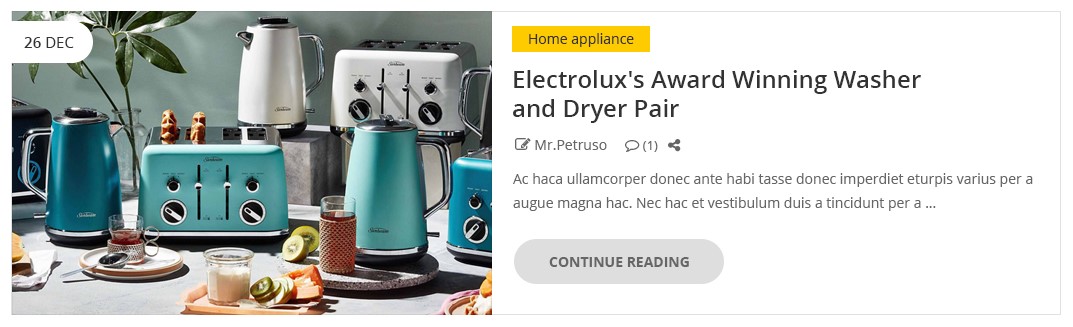 26 DEC
Home appliance
Electrolux's Award Winning Washer
and Dryer Pair
Mr.Petruso (1)
Ac haca ullamcorper donec ante habi tasse donec imperdiet eturpis varius per a
augue magna hac. Nec hac et vestibulum duis a tincidunt per a ...
CONTINUE READING